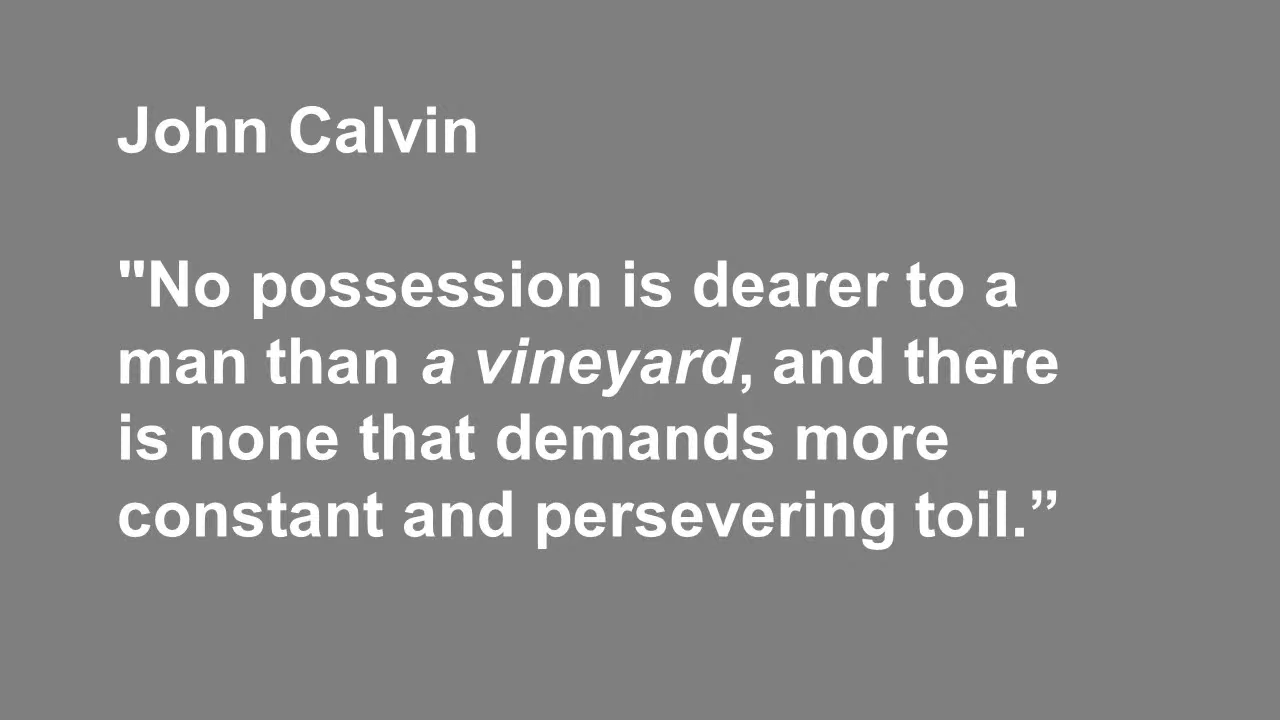 John Calvin
"No possession is dearer to a
man than a vineyard, and there
is none that demands more
constant and persevering toil.”